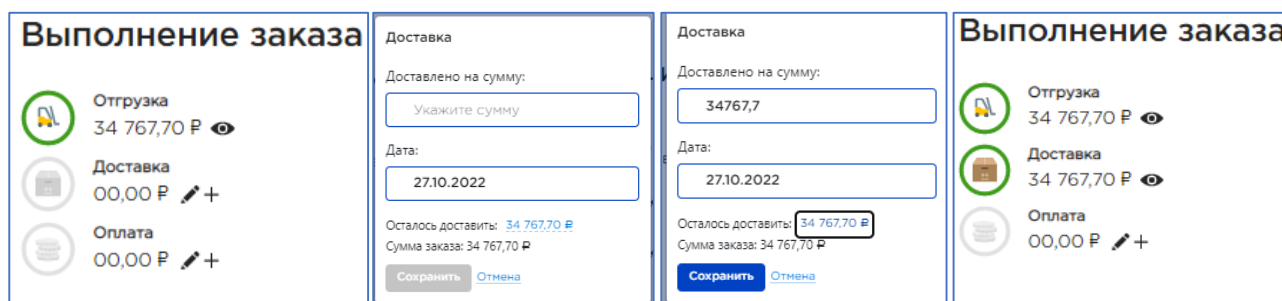 Выполнение заказа
Отгрузка
34 767,70 ₽
Доставка
00,00 ₽
Оплата
00,00 ₽
Доставка
Доставлено на сумму:
Укажите сумму
Дата:
27.10.2022
Осталось доставить: 34 767,70 ₽
Сумма заказа: 34 767,70 ₽
Сохранить Отмена
Доставка
Доставлено на сумму:
34767,7
Дата:
27.10.2022
Осталось доставить: 34 767,70 ₽
Сумма заказа: 34 767,70 ₽
Сохранить Отмена
Выполнение заказа
Отгрузка
34 767,70 ₽
Доставка
34 767,70 ₽
Оплата
00,00 ₽